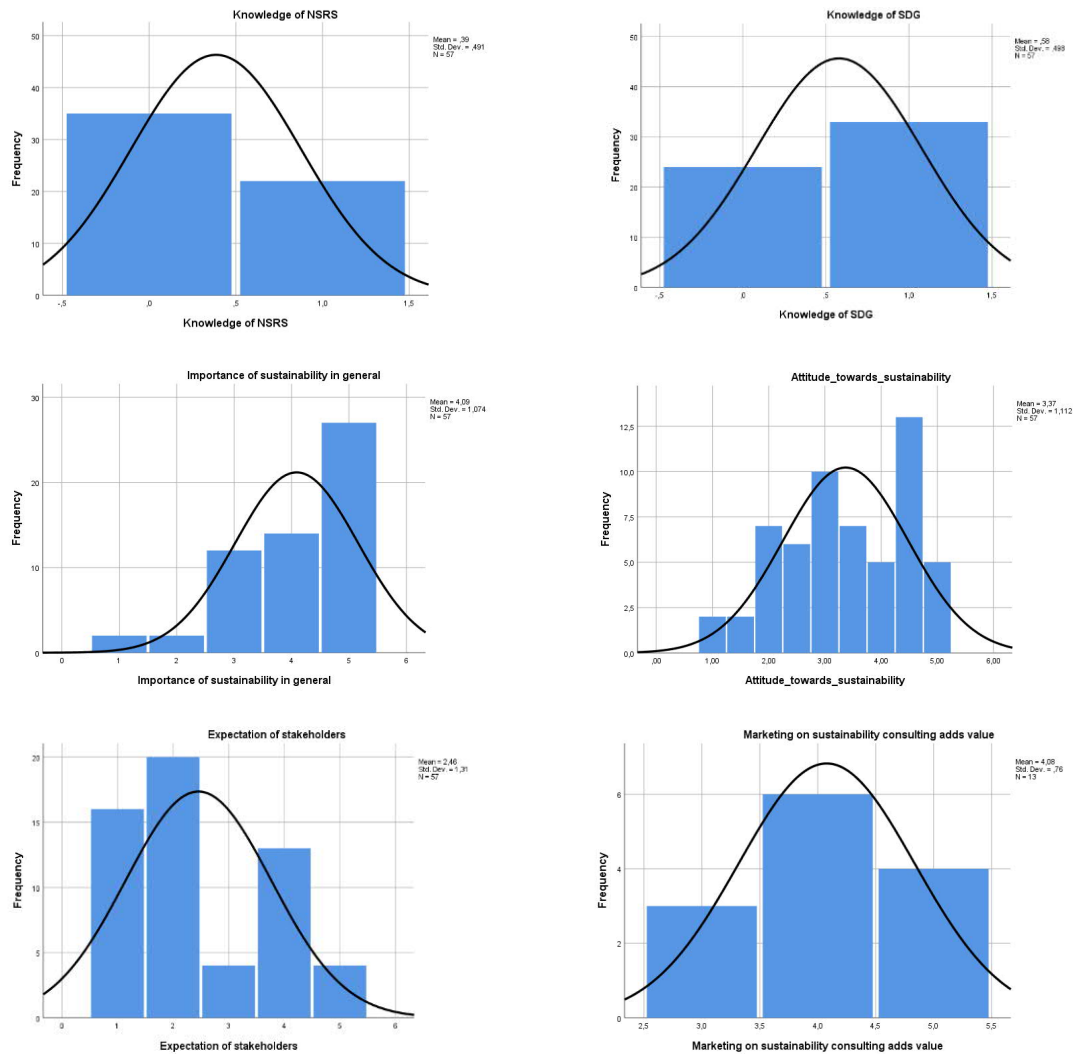 Knowledge of NSRS
Mean = ,39
Std. Dev. = ,491
N = 57
50
40
30
20
10
0
Frequency
-,5
,0
,5
1,0
1,5
Knowledge of NSRS
Knowledge of SDG
Mean = ,58
Std. Dev. = ,498
N = 57
50
40
30
20
10
0
Frequency
-,5
,0
,5
1,0
1,5
Knowledge of SDG
Importance of sustainability in general
Mean = 4,09
Std. Dev. = 1,074
N = 57
30
20
10
0
Frequency
0
1
2
3
4
5
6
Importance of sustainability in general
Attitude_towards_sustainability
Mean = 3,37
Std. Dev. = 1,112
N = 57
12,5
10,0
7,5
5,0
2,5
0,0
Frequency
,00
1,00
2,00
3,00
4,00
5,00
6,00
Attitude_towards_sustainability
Expectation of stakeholders
Mean = 2,46
Std. Dev. = 1,31
N = 57
20
15
10
5
0
Frequency
0
1
2
3
4
5
6
Expectation of stakeholders
Marketing on sustainability consulting adds value
Mean = 4,08
Std. Dev. = ,76
N = 13
6
4
2
0
Frequency
2,5
3,0
3,5
4,0
4,5
5,0
5,5
Marketing on sustainability consulting adds value